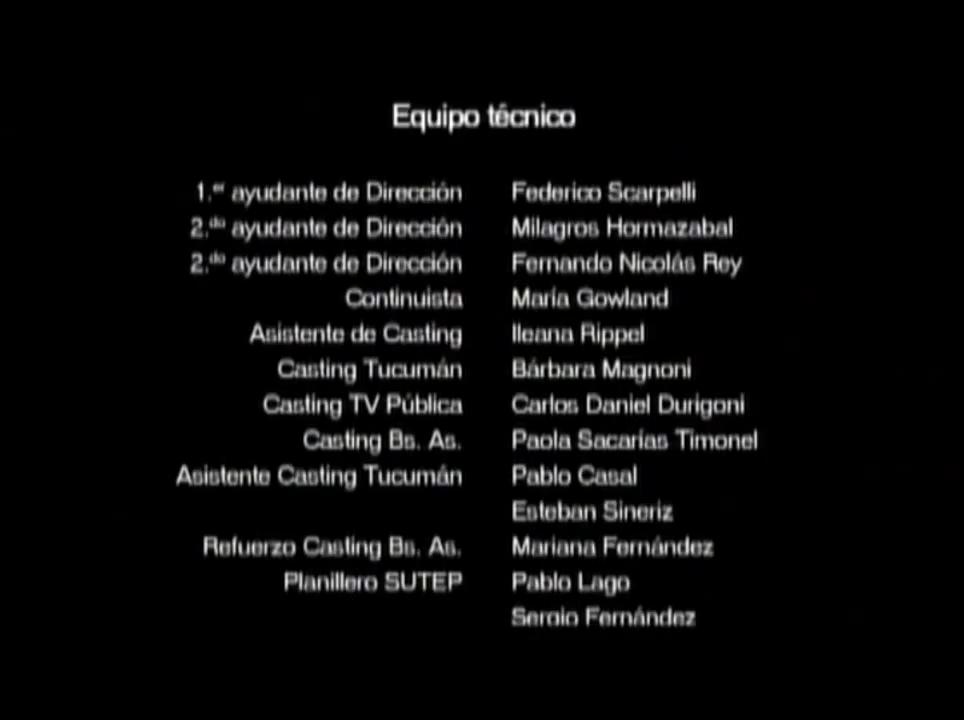 Equipo técnico
1.er ayudante de Dirección Federico Scarpelli
2.do ayudante de Dirección Milagros Hormazabal
2.do ayudante de Dirección Fernando Nicolás Rey
Continuista María Gowland
Asistente de Casting Ileana Rippel
Casting Tucumán Bárbara Magnoni
Casting TV Pública Carlos Daniel Durigoni
Casting Bs. As. Paola Sacarías Timonel
Asistente Casting Tucumán Pablo Casal
Esteban Sineriz
Refuerzo Casting Bs. As. Mariana Fernández
Planillero SUTEP Pablo Lago
Sergio Fernández